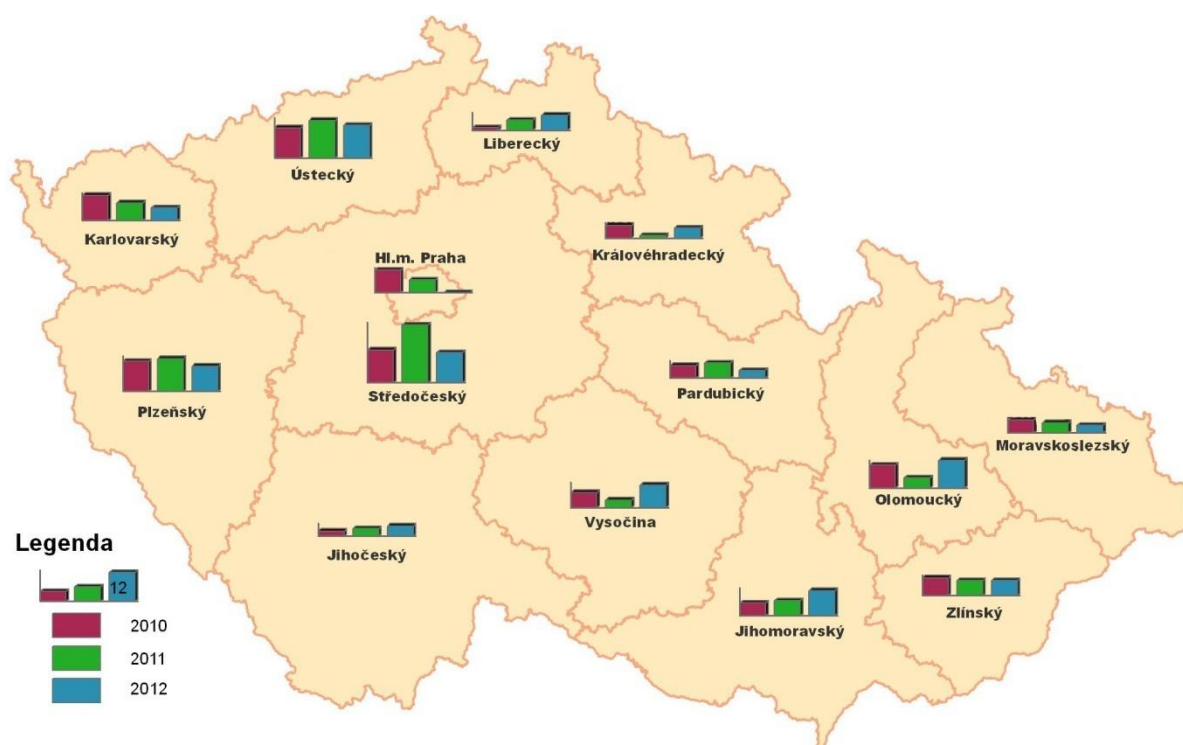 Liberecký
Ústecký
Karlovarský
Královéhradecký
Hl.m. Praha
Středočeský
Pardubický
Plzeňský
Moravskoslezský
Olomoucký
Vysočina
Jihočeský
Zlínský
Jihomoravský
Legenda
12
2010
2011
2012